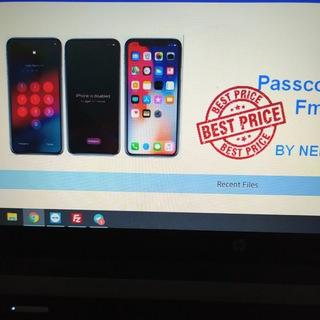 iPhone is disabled
Passco
Fm
BEST PRICE
BEST PRICE
BEST PRICE
BY NE
Recent Files